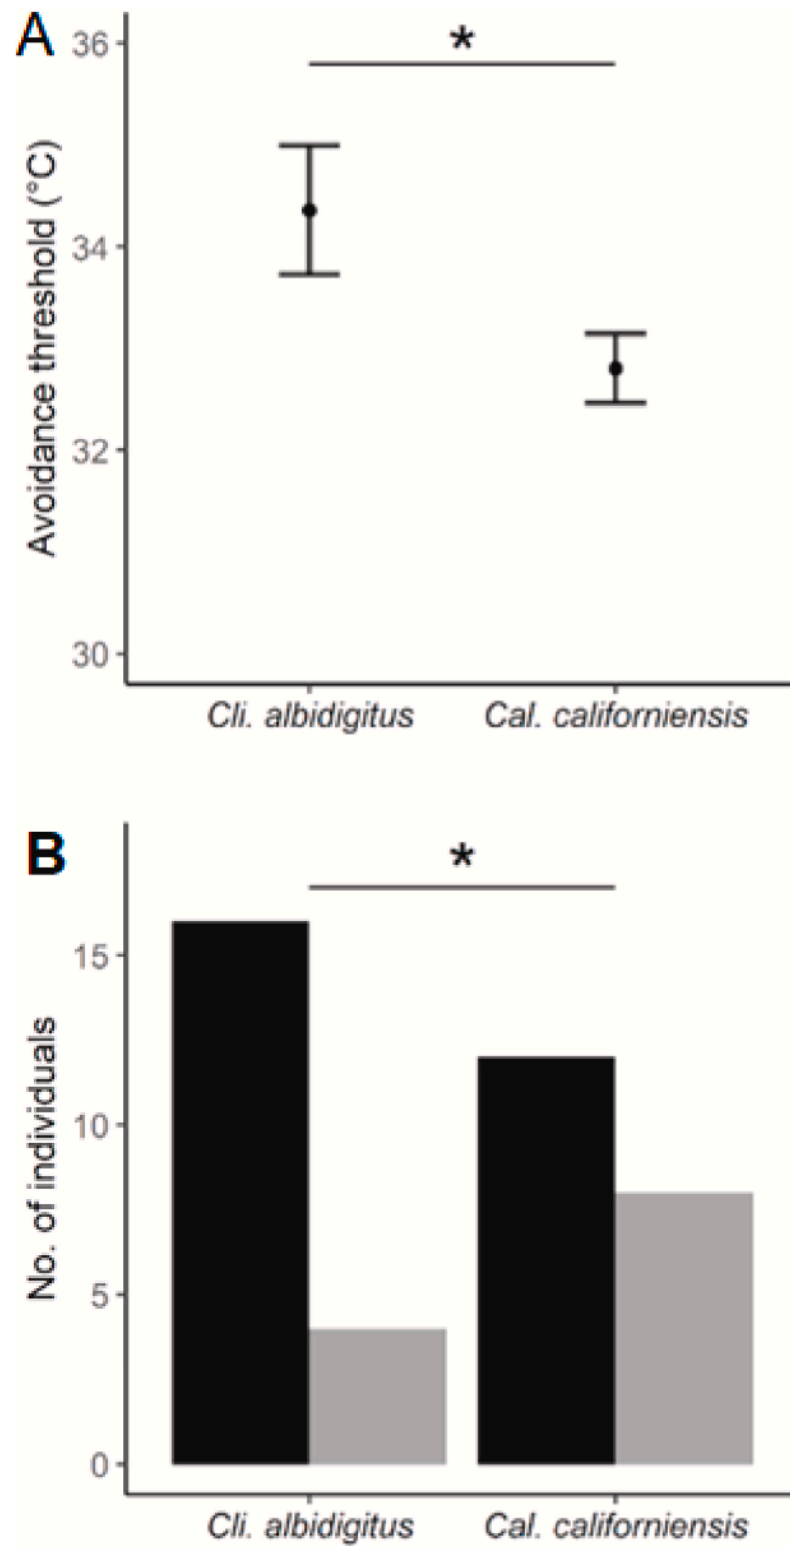 A
*
36
34
32
30
Avoidance threshold (°C)
Cli. albidigitus
Cal. californiensis
B
*
15
10
5
0
No. of individuals
Cli. albidigitus
Cal. californiensis